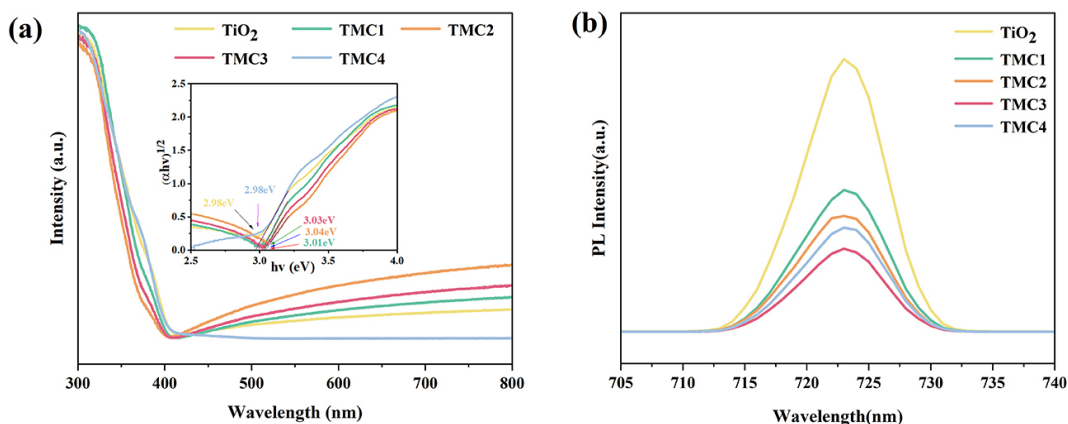 (a)
TiO2 TMC1 TMC2
TMC3 TMC4
Intensity (a.u.)
2.5
2.0
1.5
1.0
0.5
0.0
(αhν)1/2
2.98eV
2.98eV
3.03eV
3.04eV
3.01eV
2.5 3.0 3.5 4.0
hν (eV)
300 400 500 600 700 800
Wavelength (nm)
(b)
TiO2
TMC1
TMC2
TMC3
TMC4
PL Intensity(a.u.)
705 710 715 720 725 730 735 740
Wavelength(nm)